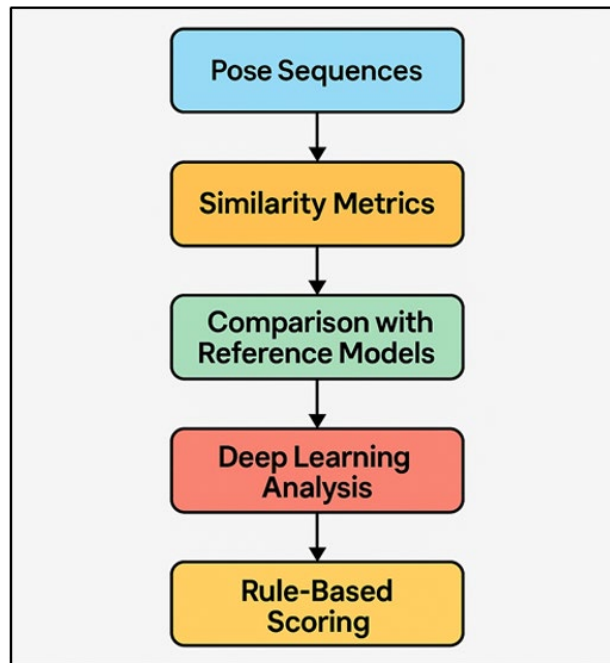 Pose Sequences
Similarity Metrics
Comparison with
Reference Models
Deep Learning
Analysis
Rule-Based
Scoring